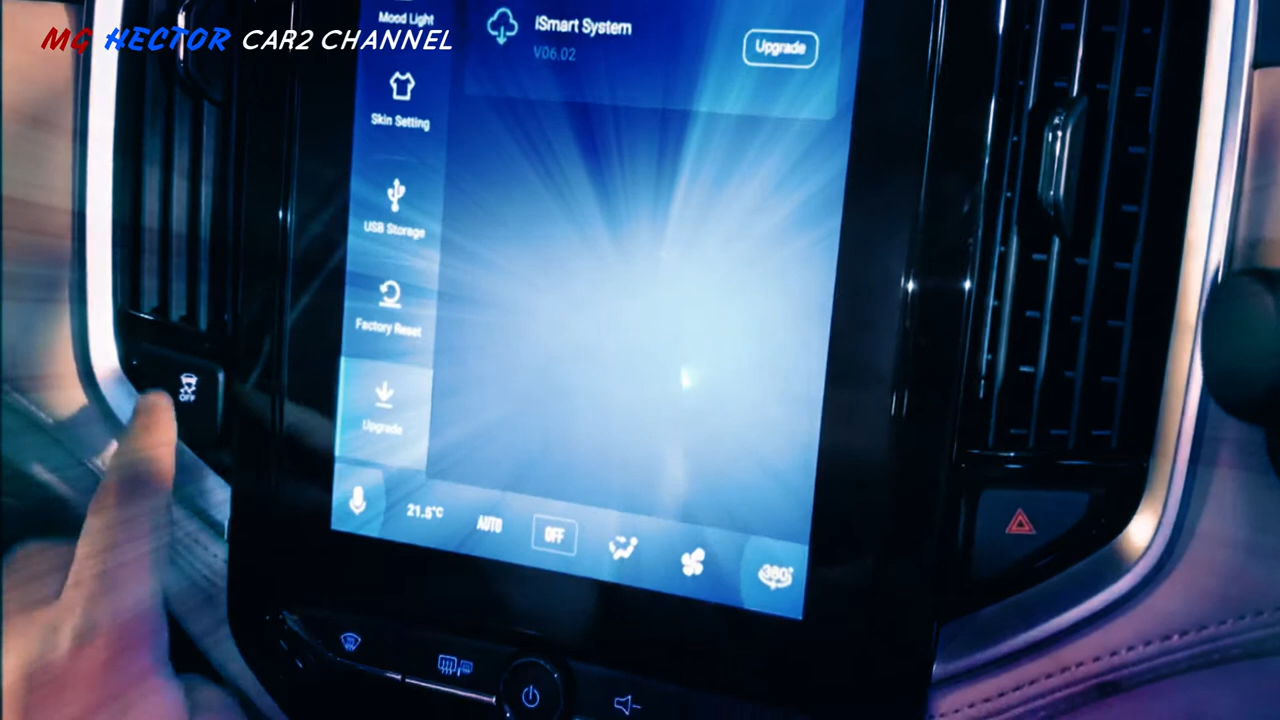 MG HECTOR CAR2 CHANNEL
Mood Light
iSmart System
V06.02
Upgrade
Skin Setting
USB Storage
Factory Reset
Upgrade
OFF
21.5°C
AUTO
OFF
360°